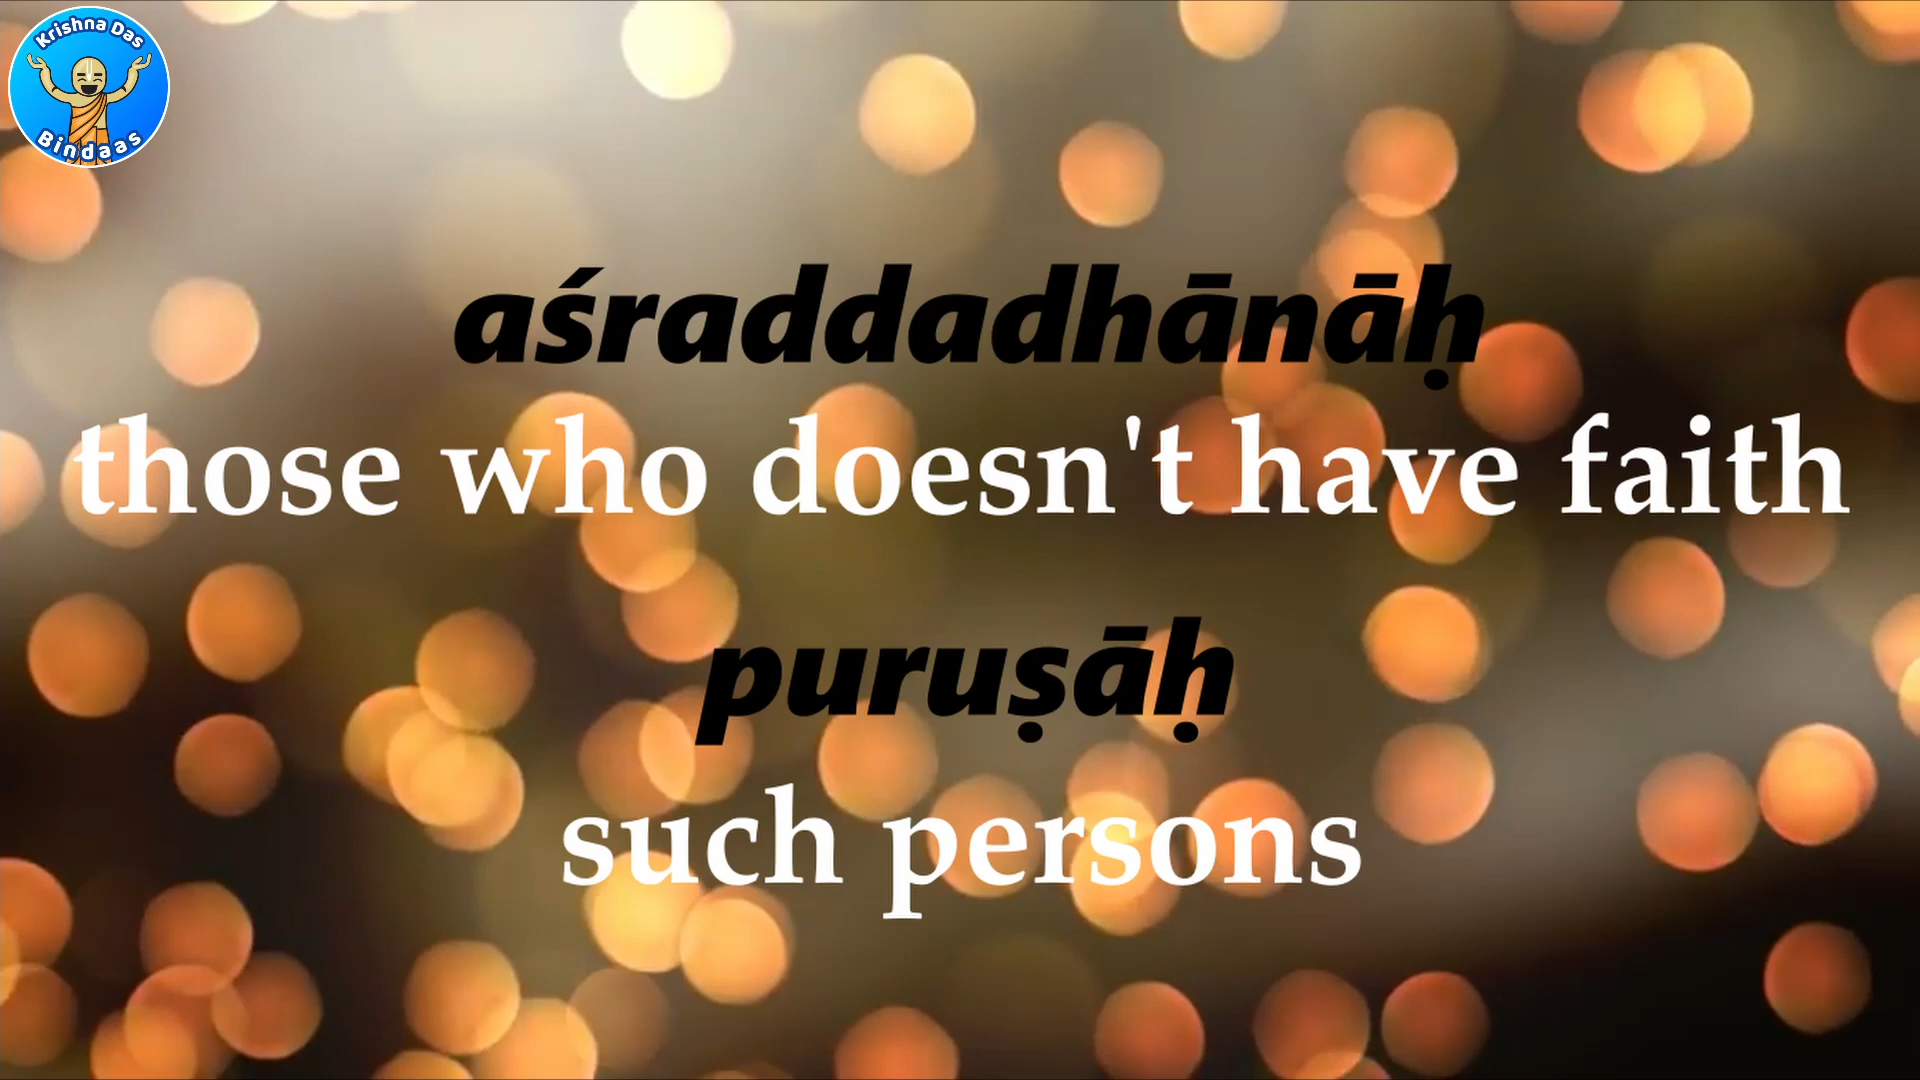 Krishna Das
Bindaas
aśraddadhānāḥ
those who doesn't have faith
puruṣāḥ
such persons